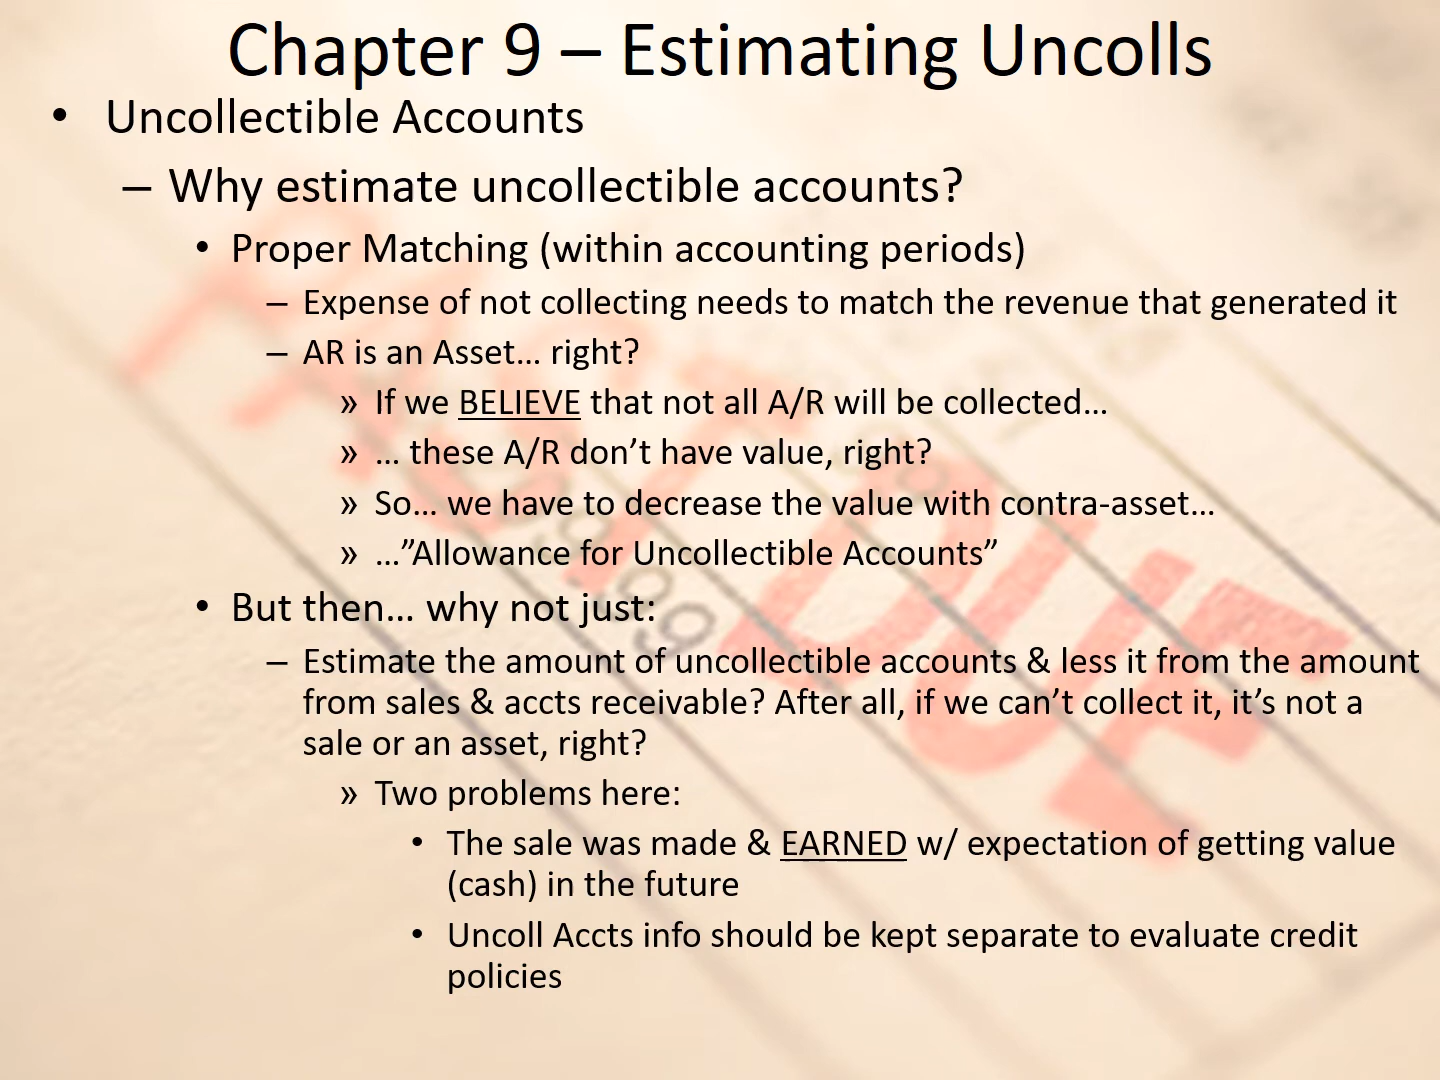 Chapter 9 – Estimating Uncolls
• Uncollectible Accounts
– Why estimate uncollectible accounts?
• Proper Matching (within accounting periods)
– Expense of not collecting needs to match the revenue that generated it
– AR is an Asset… right?
» If we BELIEVE that not all A/R will be collected…
» … these A/R don’t have value, right?
» So… we have to decrease the value with contra-asset…
» …”Allowance for Uncollectible Accounts”
• But then… why not just:
– Estimate the amount of uncollectible accounts & less it from the amount
from sales & accts receivable? After all, if we can’t collect it, it’s not a
sale or an asset, right?
» Two problems here:
• The sale was made & EARNED w/ expectation of getting value
(cash) in the future
• Uncoll Accts info should be kept separate to evaluate credit
policies
PAST DUE